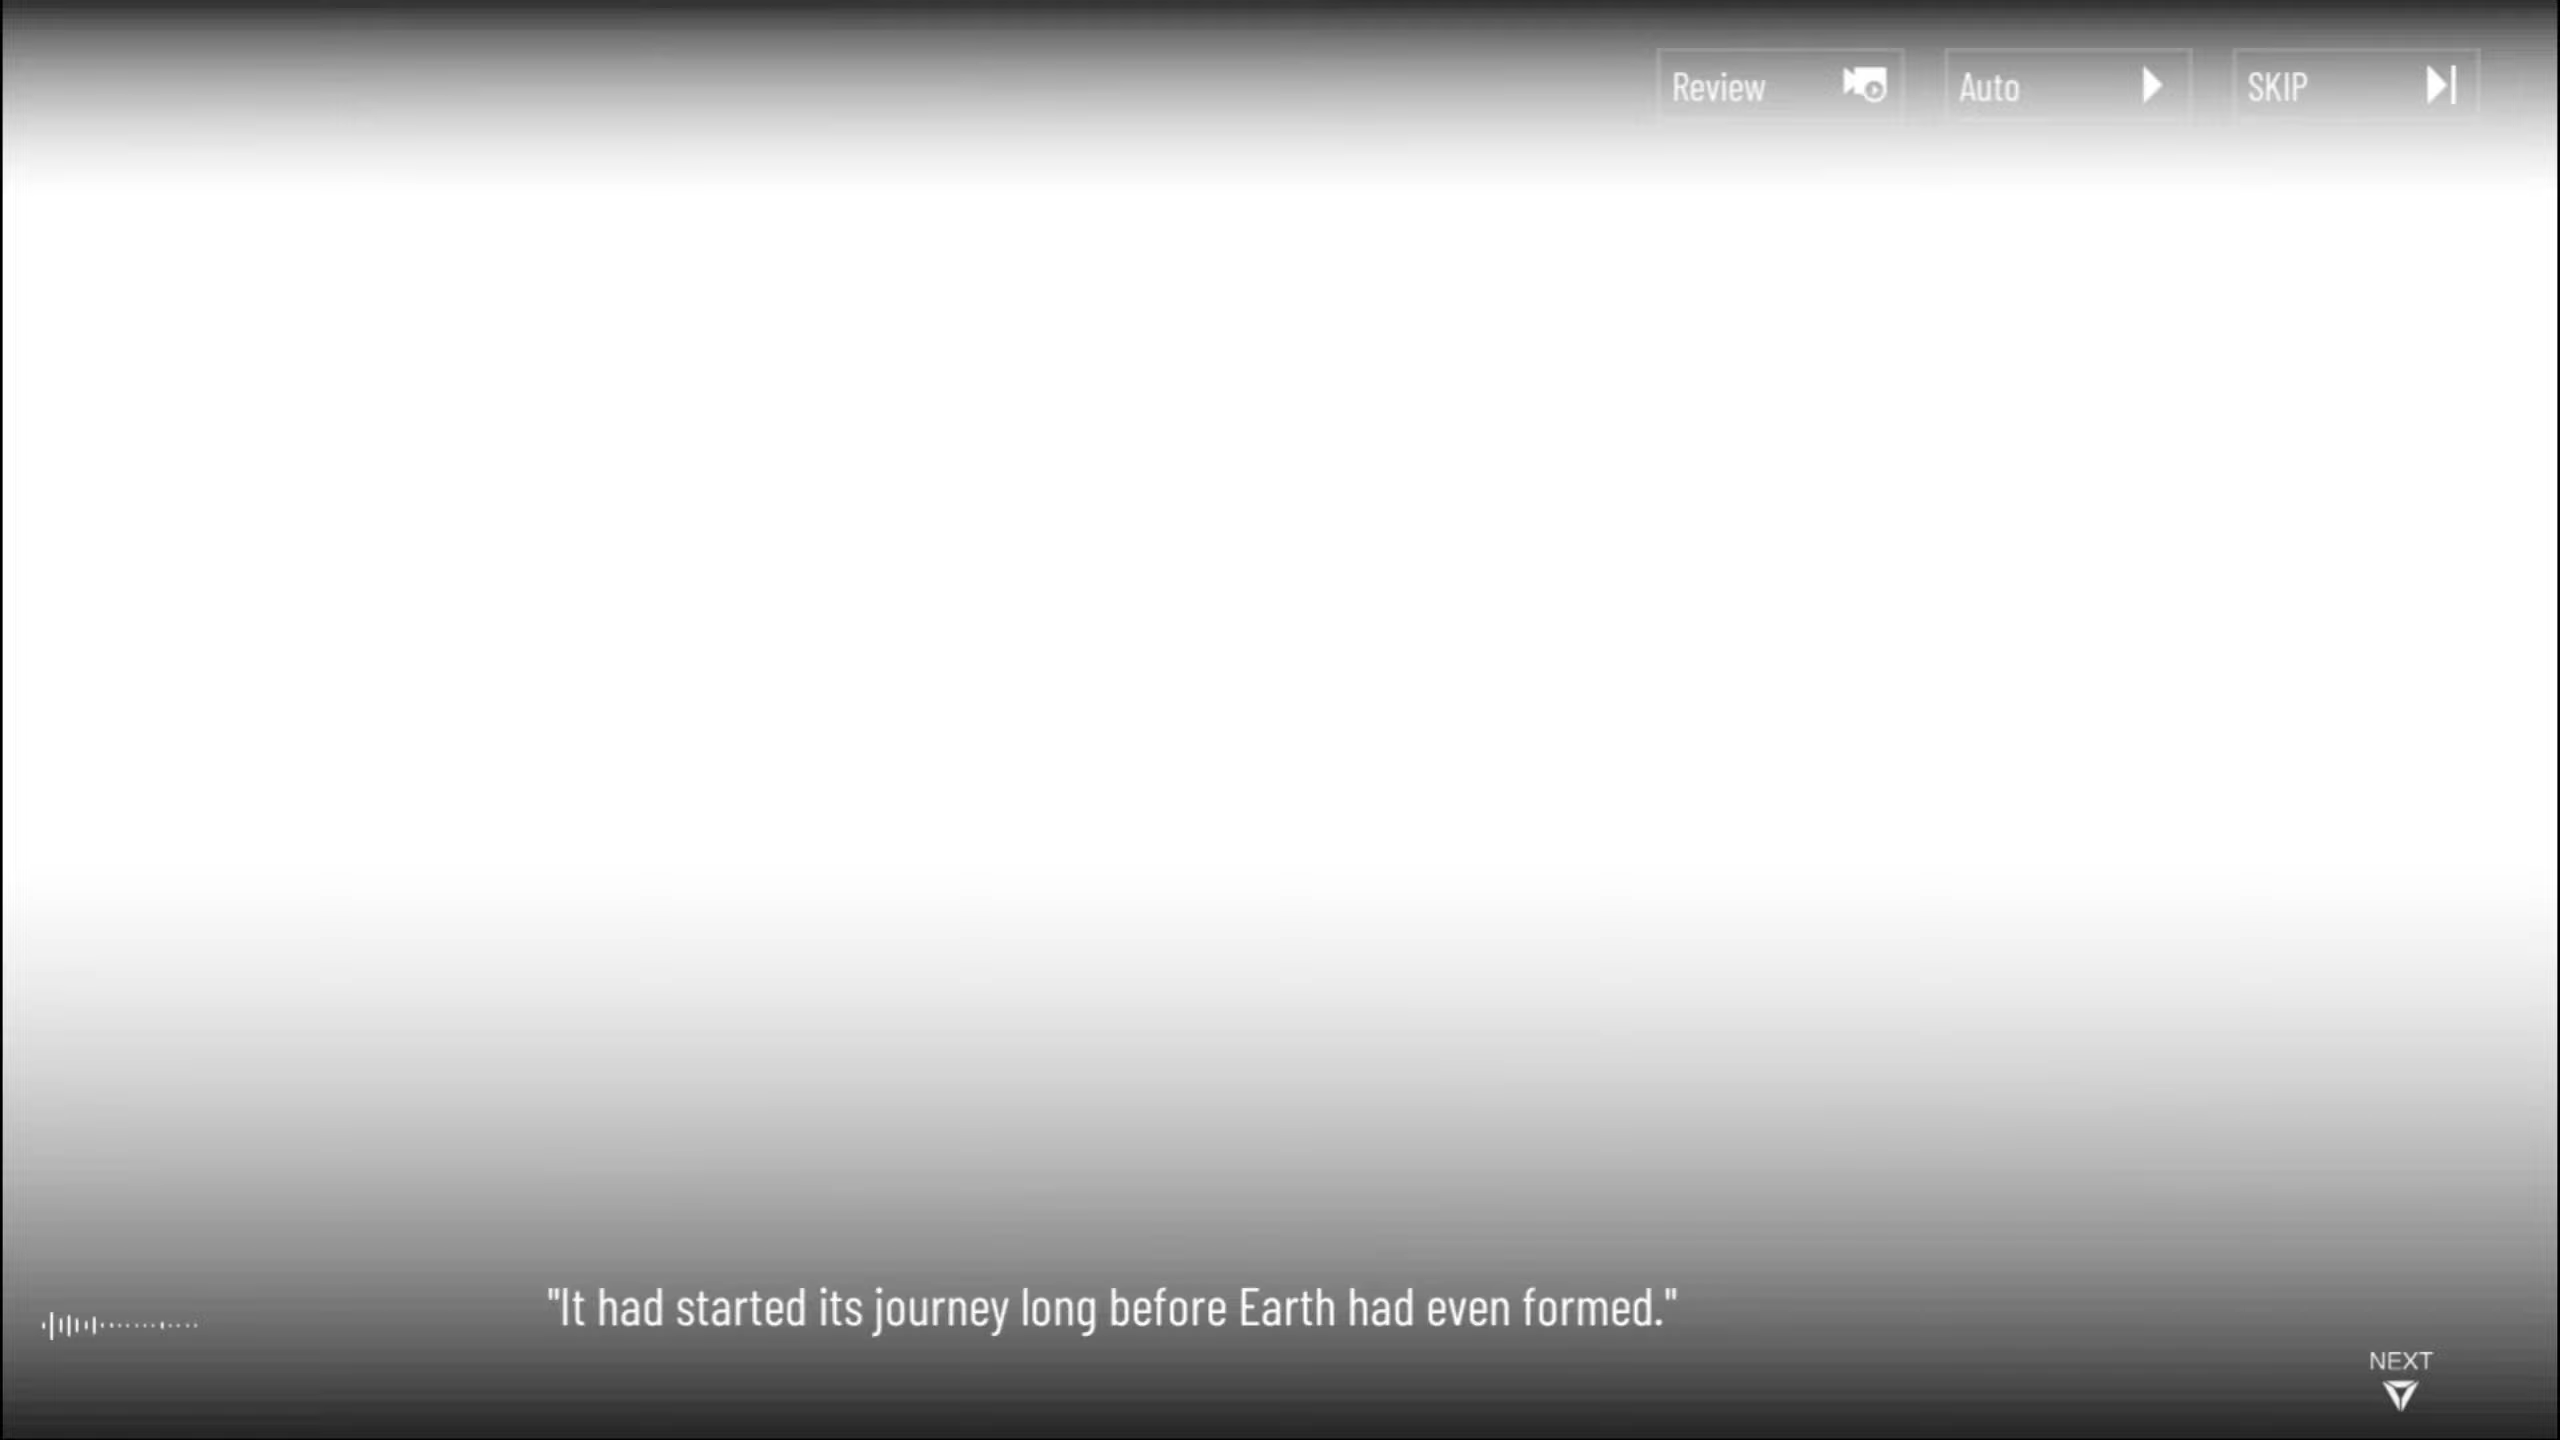 Review
Auto
SKIP
"It had started its journey long before Earth had even formed."
NEXT